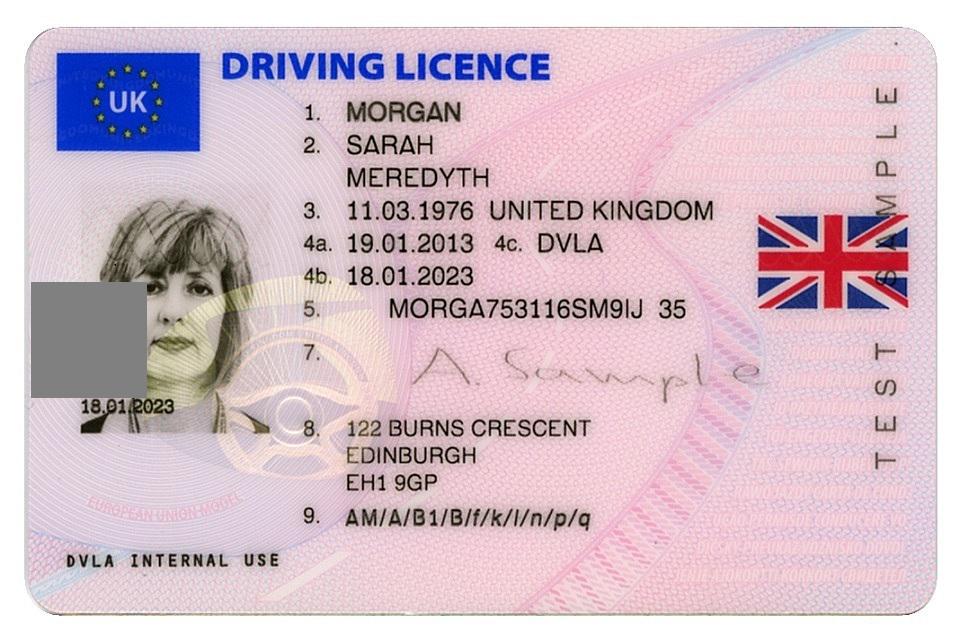 UK
DRIVING LICENCE
1. MORGAN
2. SARAH
MEREDYTH
3. 11.03.1976 UNITED KINGDOM
4a. 19.01.2013 4c. DVLA
4b. 18.01.2023
5. MORGA753116SM9IJ 35
7. A. Sample
18.01.2023
8. 122 BURNS CRESCENT
EDINBURGH
EH1 9GP
9. AM/A/B1/B/f/k/l/n/p/q
EUROPEAN UNION MODEL
DVLA INTERNAL USE
TEST SAMPLE